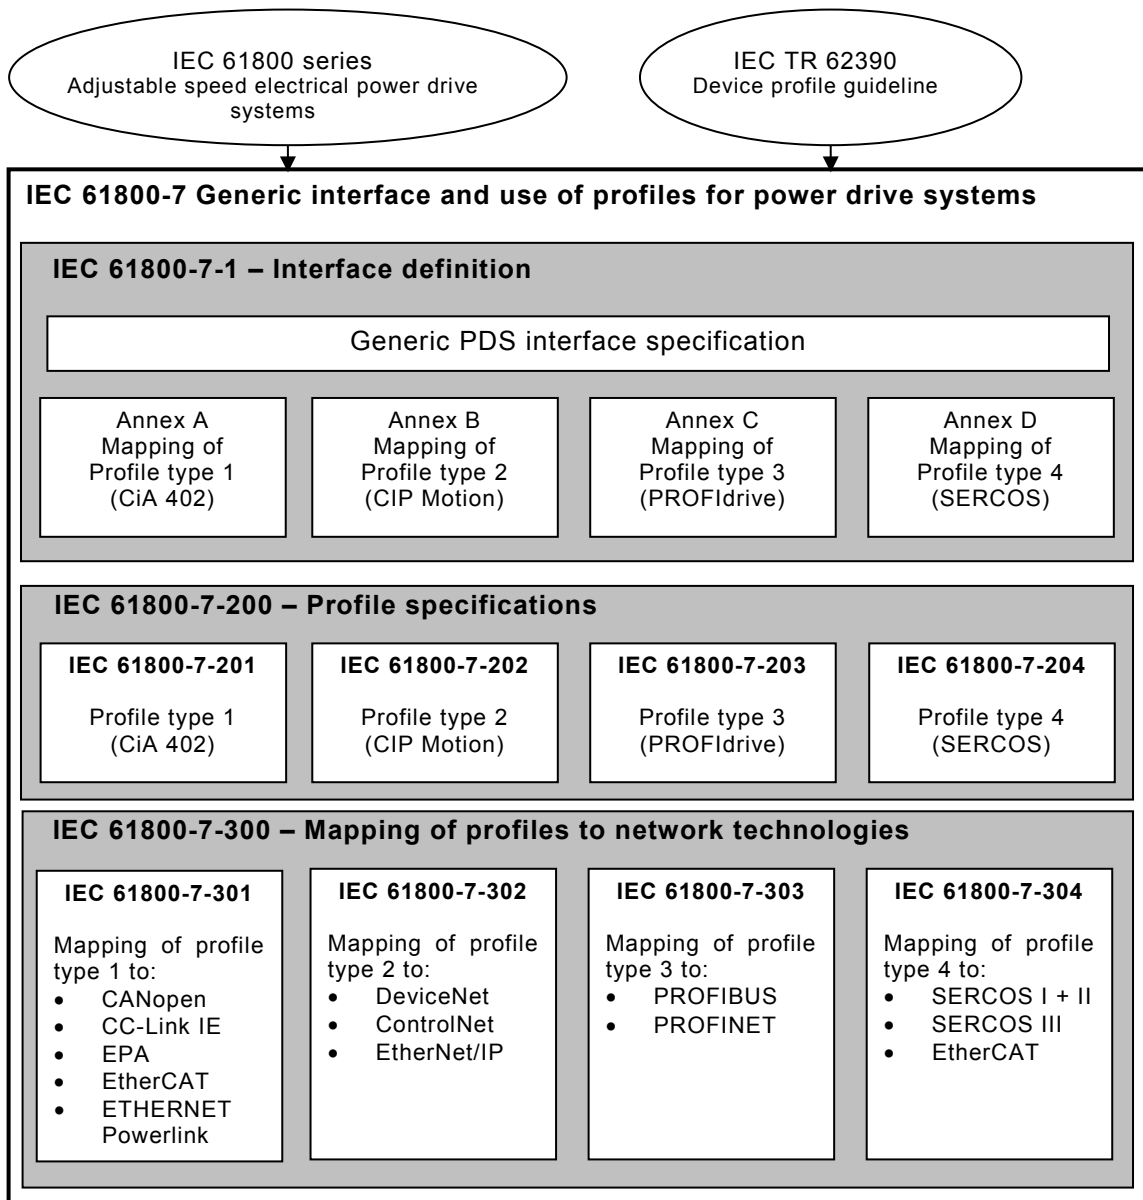 IEC 61800 series
Adjustable speed electrical power drive
systems
IEC TR 62390
Device profile guideline
IEC 61800-7 Generic interface and use of profiles for power drive systems
IEC 61800-7-1 – Interface definition
Generic PDS interface specification
Annex A
Mapping of
Profile type 1
(CiA 402)
Annex B
Mapping of
Profile type 2
(CIP Motion)
Annex C
Mapping of
Profile type 3
(PROFIdrive)
Annex D
Mapping of
Profile type 4
(SERCOS)
IEC 61800-7-200 – Profile specifications
IEC 61800-7-201
Profile type 1
(CiA 402)
IEC 61800-7-202
Profile type 2
(CIP Motion)
IEC 61800-7-203
Profile type 3
(PROFIdrive)
IEC 61800-7-204
Profile type 4
(SERCOS)
IEC 61800-7-300 – Mapping of profiles to network technologies
IEC 61800-7-301
Mapping of profile
type 1 to:
• CANopen
• CC-Link IE
• EPA
• EtherCAT
• ETHERNET
Powerlink
IEC 61800-7-302
Mapping of profile
type 2 to:
• DeviceNet
• ControlNet
• EtherNet/IP
IEC 61800-7-303
Mapping of profile
type 3 to:
• PROFIBUS
• PROFINET
IEC 61800-7-304
Mapping of profile
type 4 to:
• SERCOS I + II
• SERCOS III
• EtherCAT